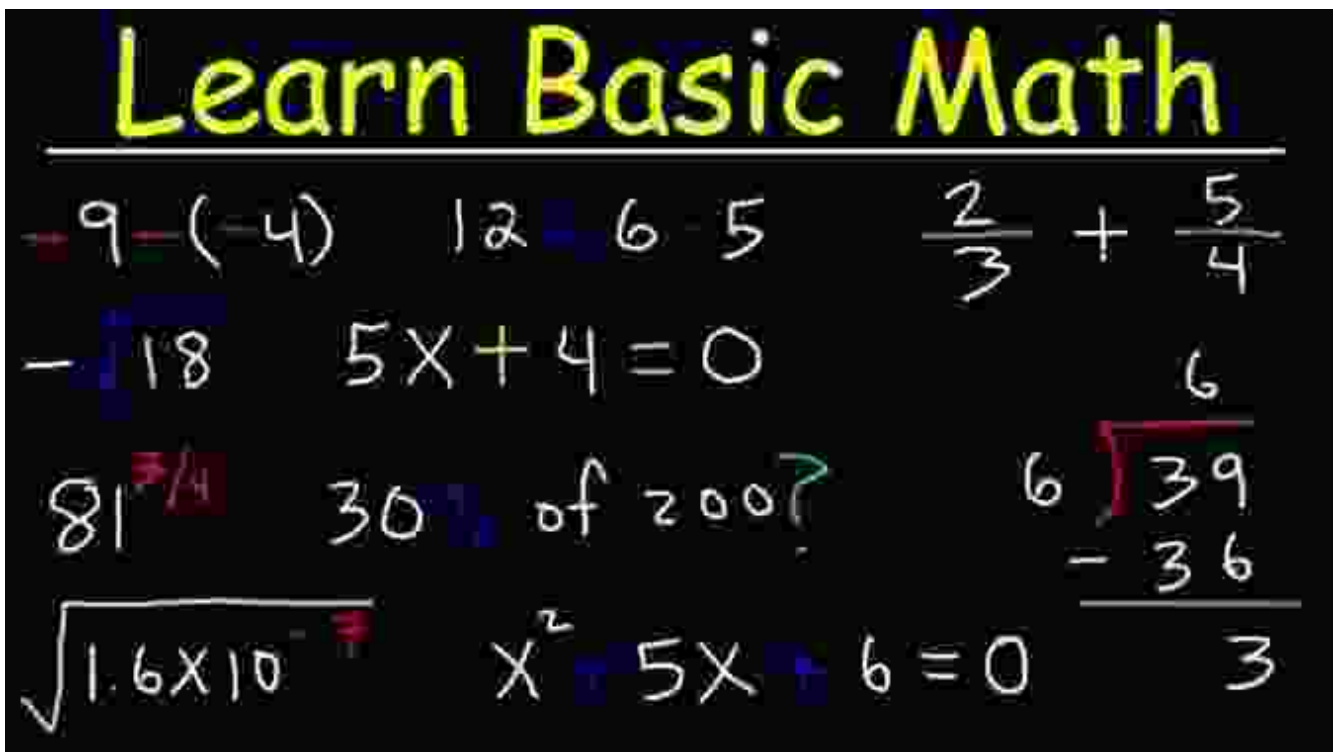 Learn Basic Math
-9-(-4) 12 6 5 2/3 + 5/4
- 18 5x+4=0
6
81 30 of 200?
6 39
- 36
1.6x10 x² 5x 6=0 3